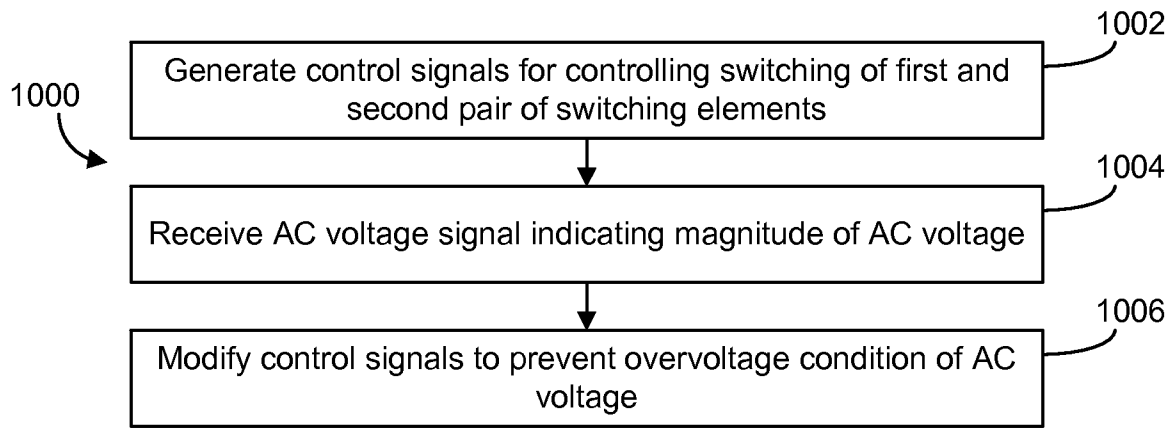 1002
Generate control signals for controlling switching of first and
second pair of switching elements
1000
1004
Receive AC voltage signal indicating magnitude of AC voltage
1006
Modify control signals to prevent overvoltage condition of AC
voltage